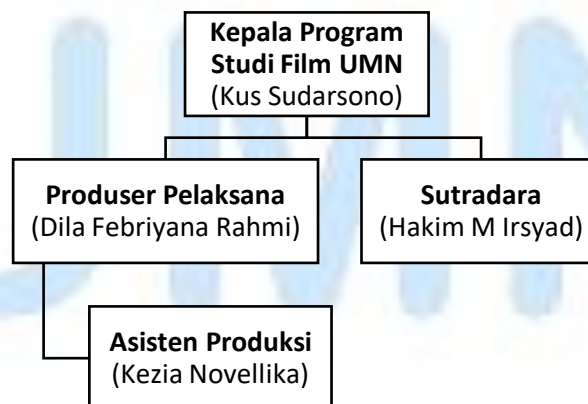 Kepala Program
Studi Film UMN
(Kus Sudarsono)
Produser Pelaksana
(Dila Febriyana Rahmi)
Sutradara
(Hakim M Irsyad)
Asisten Produksi
(Kezia Novellika)